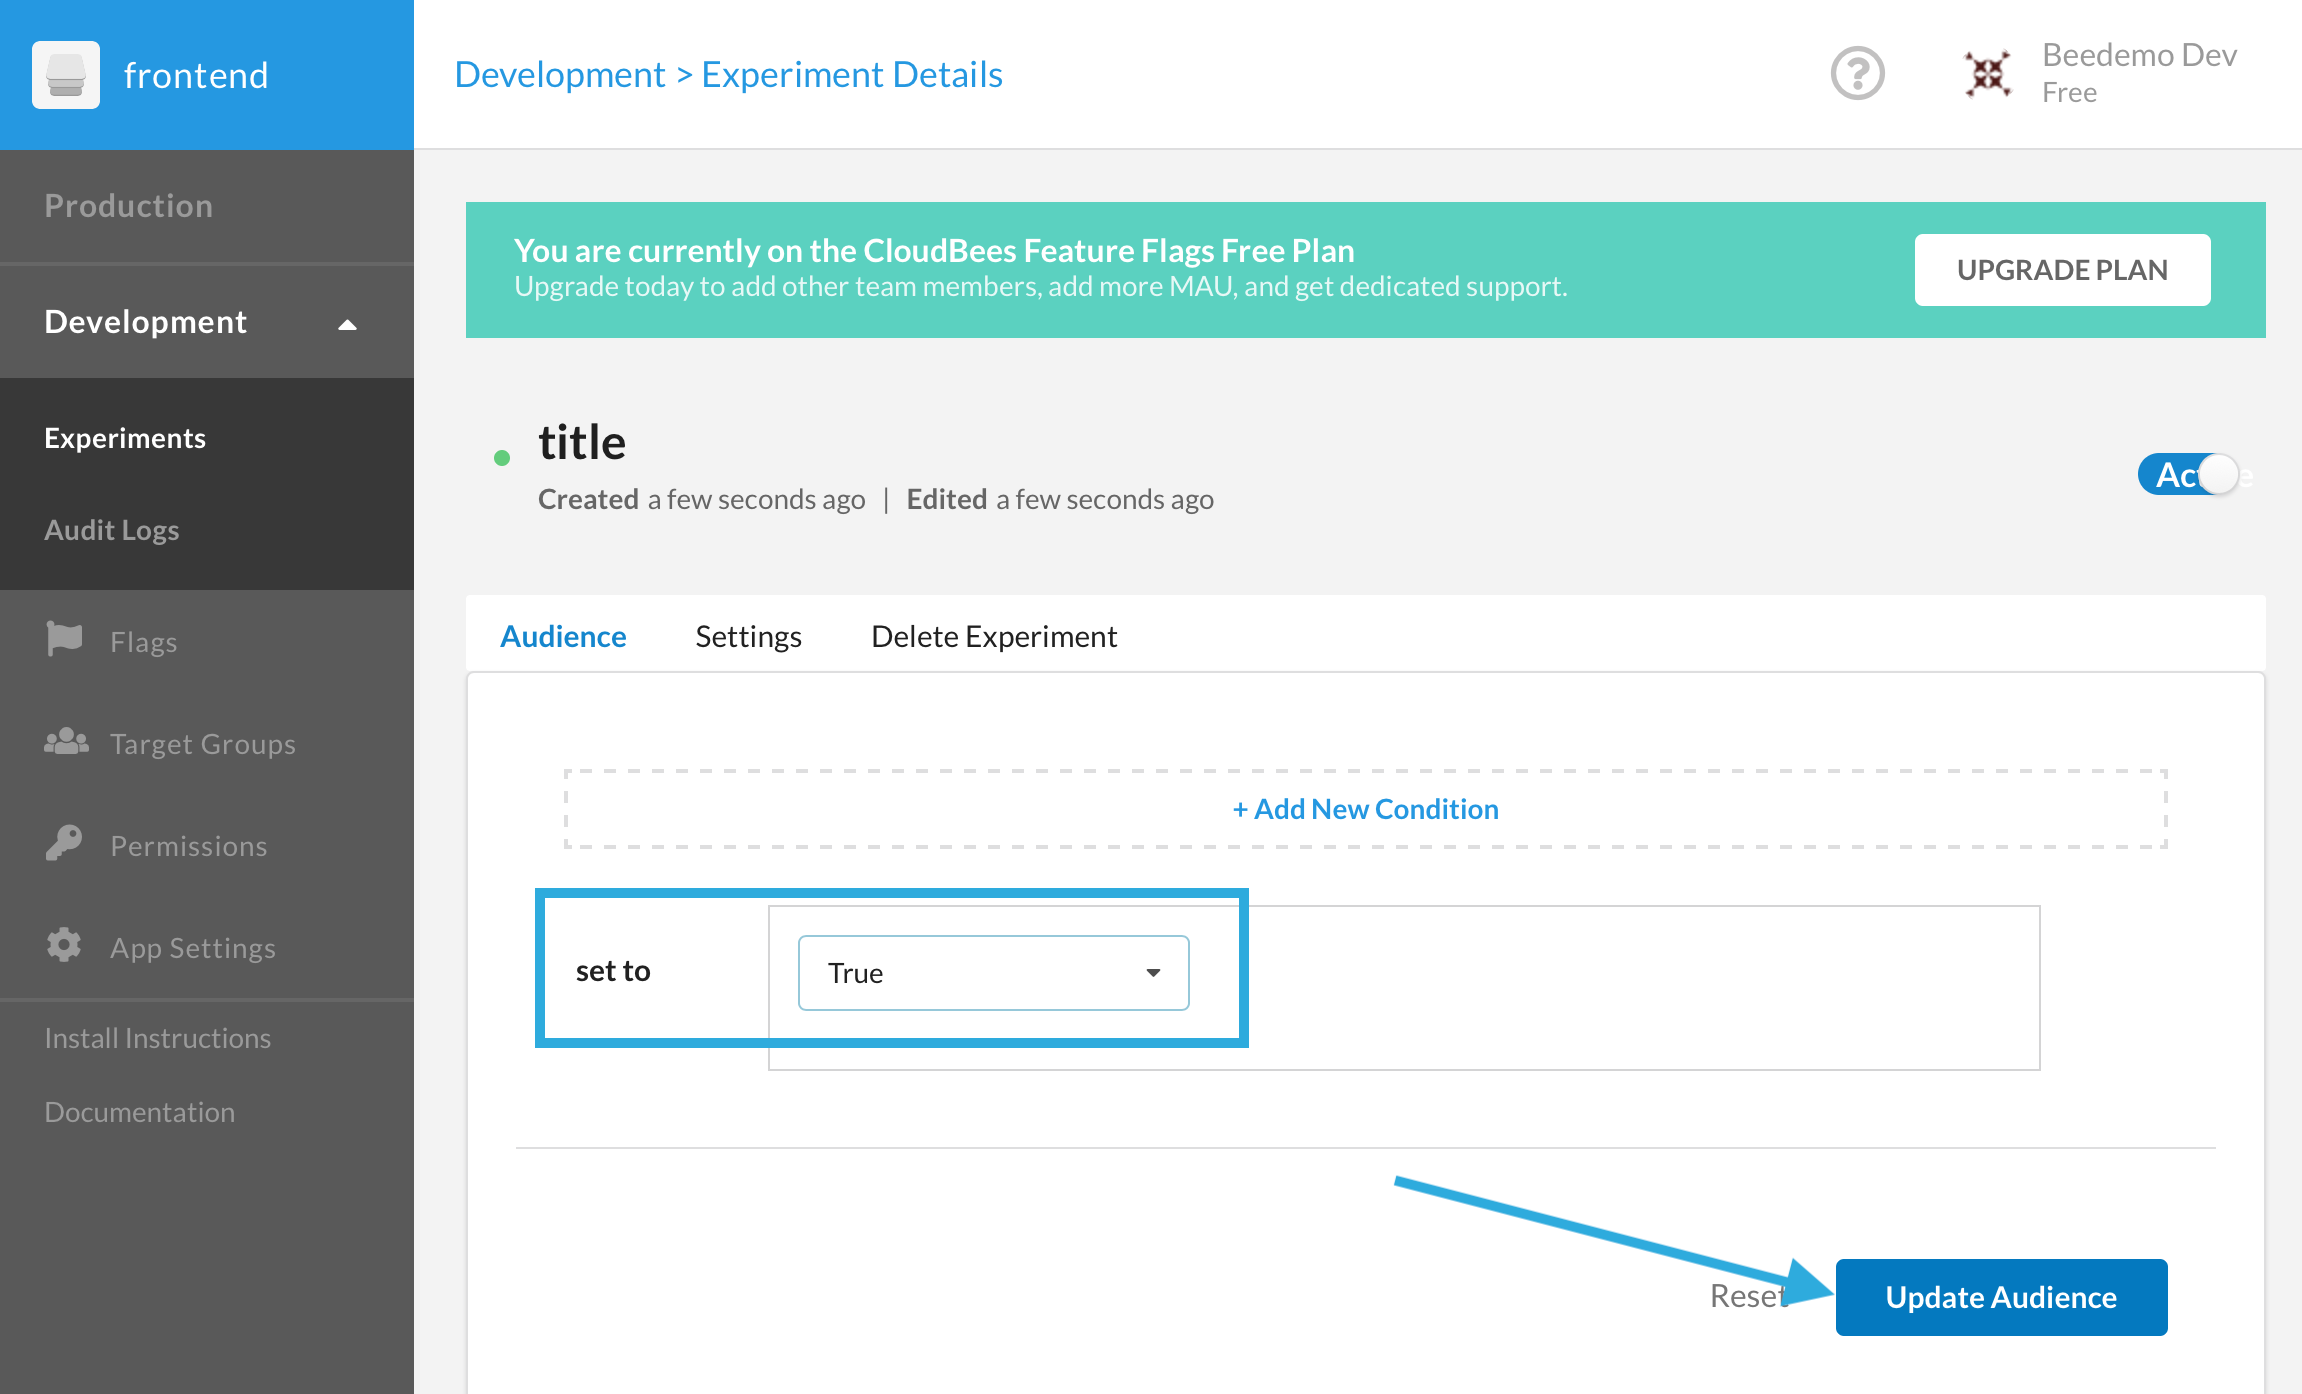 frontend
Development > Experiment Details
Beedemo Dev
Free
Production
Development
Experiments
Audit Logs
Flags
Target Groups
Permissions
App Settings
Install Instructions
Documentation
You are currently on the CloudBees Feature Flags Free Plan
Upgrade today to add other team members, add more MAU, and get dedicated support.
UPGRADE PLAN
title
Created a few seconds ago | Edited a few seconds ago
Audience Settings Delete Experiment
+ Add New Condition
set to
True
Reset
Update Audience